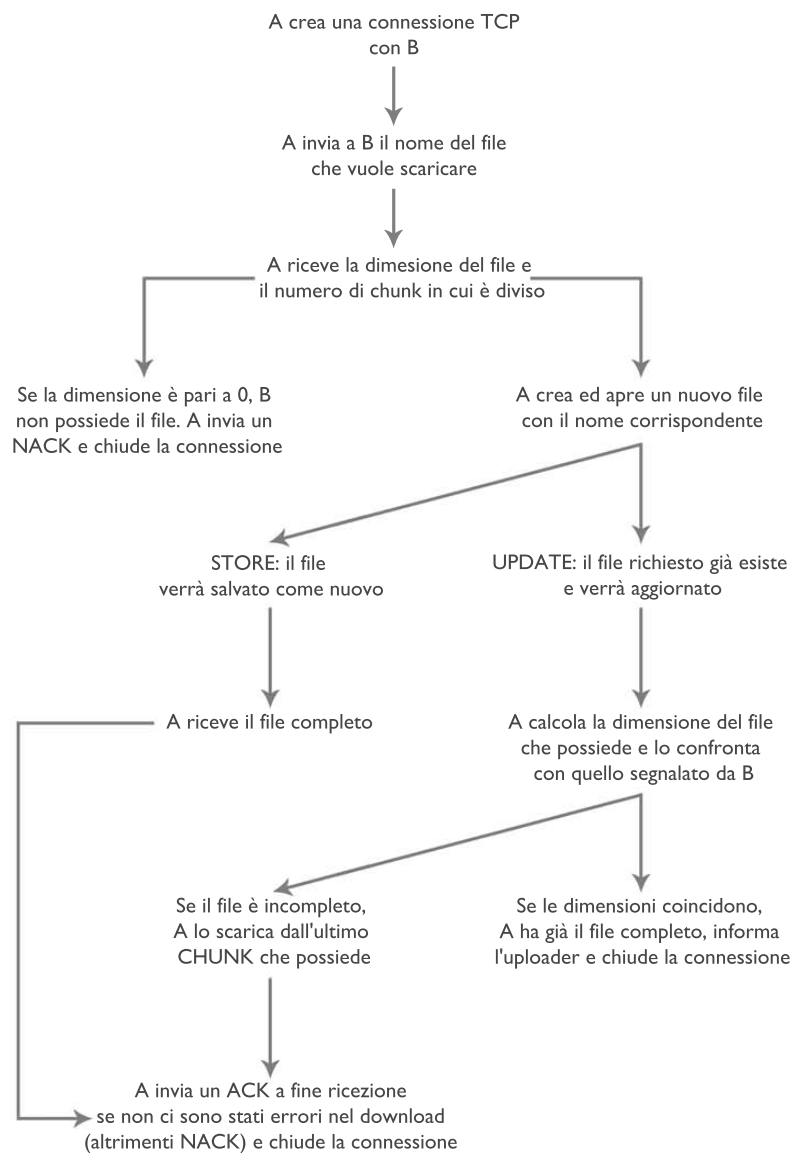 A crea una connessione TCP
con B
A invia a B il nome del file
che vuole scaricare
A riceve la dimesione del file e
il numero di chunk in cui è diviso
Se la dimensione è pari a 0, B
non possiede il file. A invia un
NACK e chiude la connessione
A crea ed apre un nuovo file
con il nome corrispondente
STORE: il file
verrà salvato come nuovo
UPDATE: il file richiesto già esiste
e verrà aggiornato
A riceve il file completo
A calcola la dimensione del file
che possiede e lo confronta
con quello segnalato da B
Se il file è incompleto,
A lo scarica dall'ultimo
CHUNK che possiede
Se le dimensioni coincidono,
A ha già il file completo, informa
l'uploader e chiude la connessione
A invia un ACK a fine ricezione
se non ci sono stati errori nel download
(altrimenti NACK) e chiude la connessione